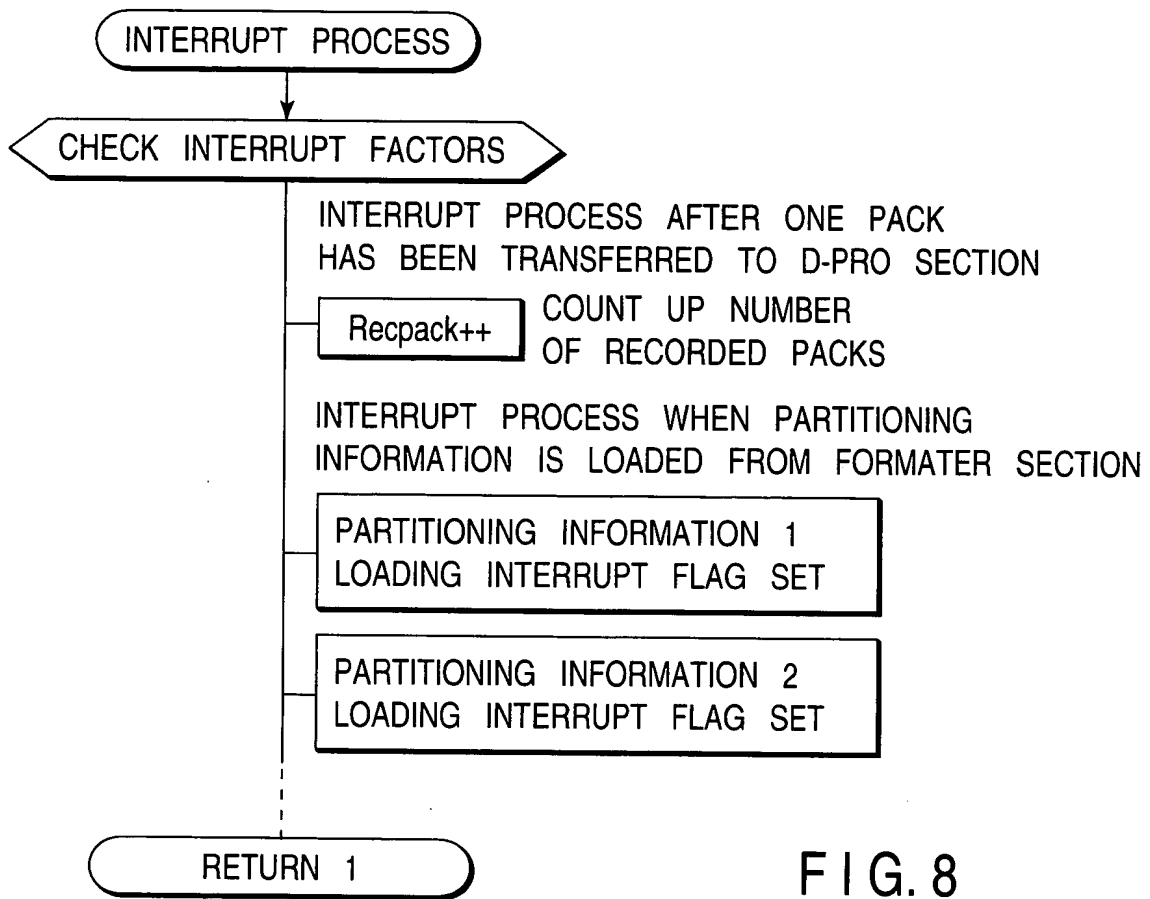 INTERRUPT PROCESS
CHECK INTERRUPT FACTORS
INTERRUPT PROCESS AFTER ONE PACK
HAS BEEN TRANSFERRED TO D-PRO SECTION
Recpack++
COUNT UP NUMBER
OF RECORDED PACKS
INTERRUPT PROCESS WHEN PARTITIONING
INFORMATION IS LOADED FROM FORMATER SECTION
PARTITIONING INFORMATION 1
LOADING INTERRUPT FLAG SET
PARTITIONING INFORMATION 2
LOADING INTERRUPT FLAG SET
RETURN 1
FIG. 8